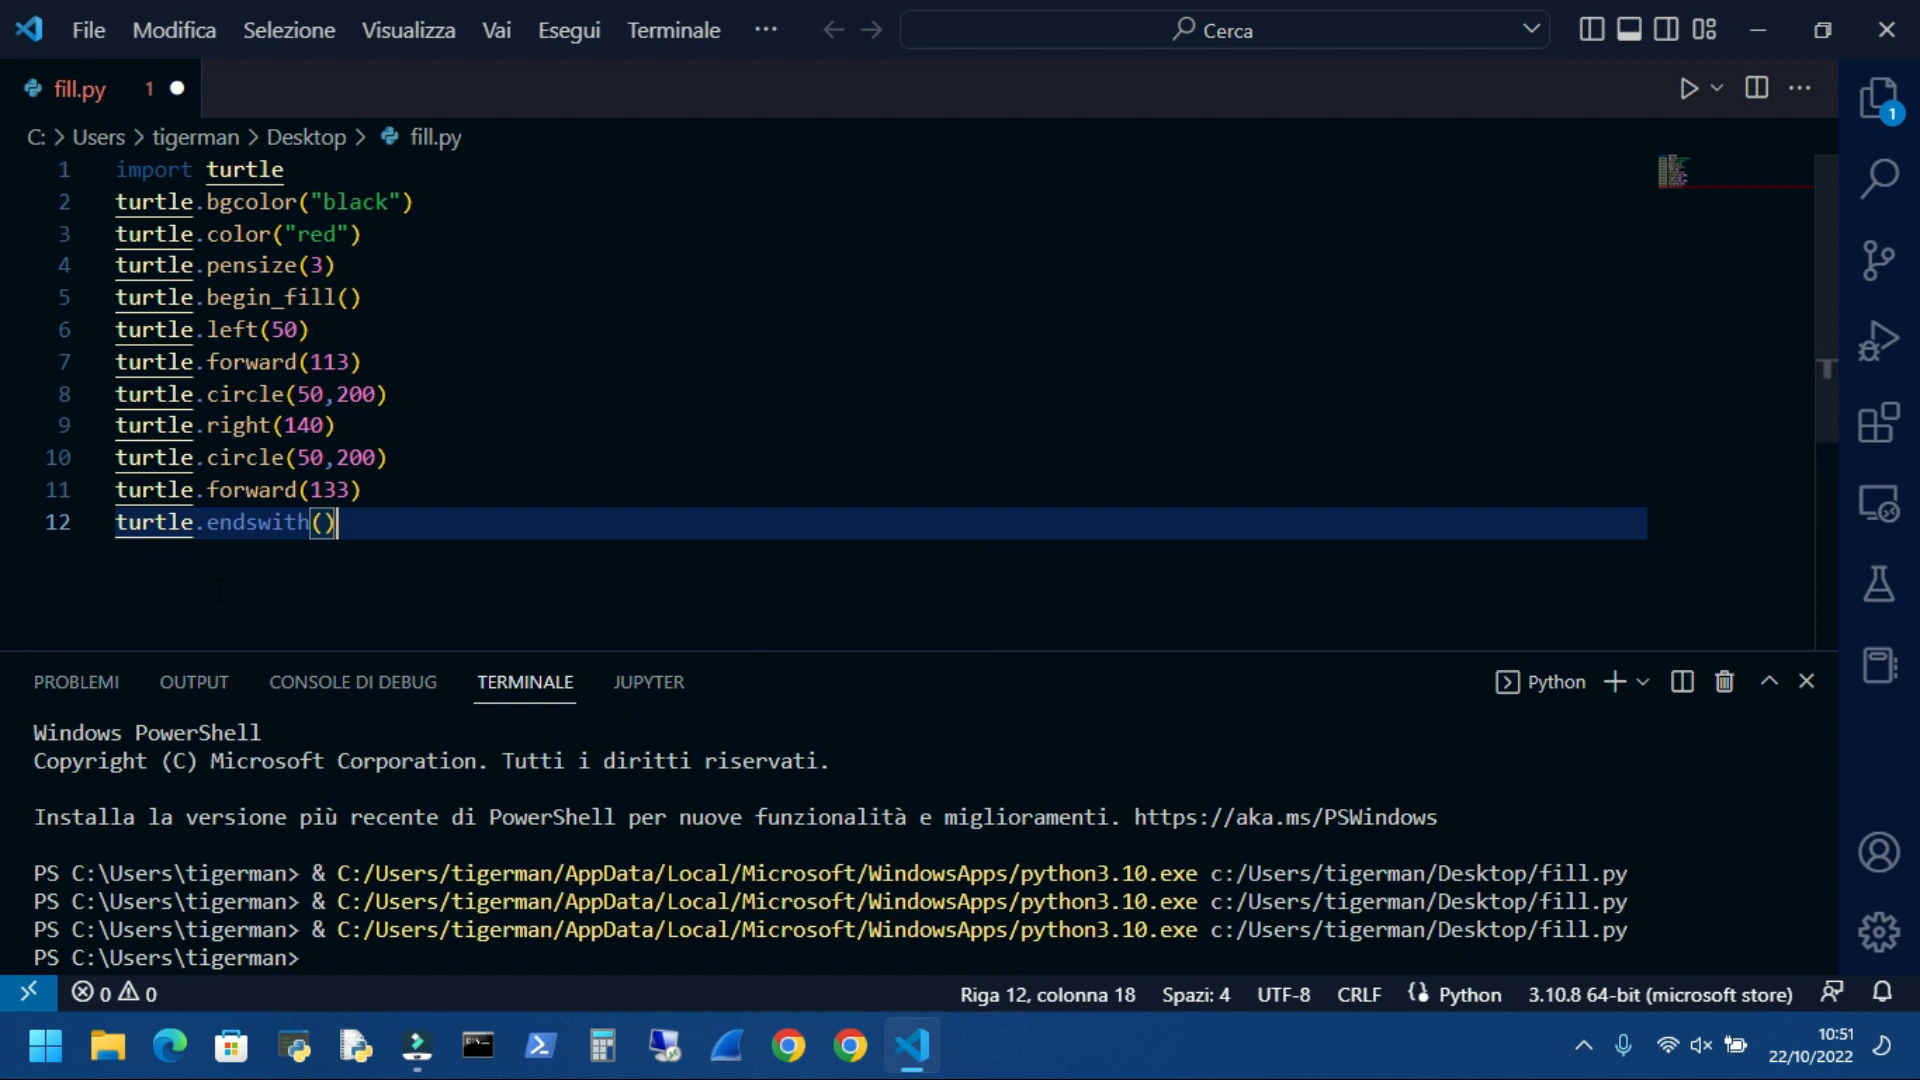 File Modifica Selezione Visualizza Vai Esegui Terminale ··· Cerca
fill.py 1
C: > Users > tigerman > Desktop > fill.py
1 import turtle
2 turtle.bgcolor("black")
3 turtle.color("red")
4 turtle.pensize(3)
5 turtle.begin_fill()
6 turtle.left(50)
7 turtle.forward(113)
8 turtle.circle(50,200)
9 turtle.right(140)
10 turtle.circle(50,200)
11 turtle.forward(133)
12 turtle.endswith()
1
PROBLEMI OUTPUT CONSOLE DI DEBUG TERMINALE JUPYTER Python
Windows PowerShell
Copyright (C) Microsoft Corporation. Tutti i diritti riservati.
Installa la versione più recente di PowerShell per nuove funzionalità e miglioramenti. https://aka.ms/PSWindows
PS C:\Users\tigerman> & C:/Users/tigerman/AppData/Local/Microsoft/WindowsApps/python3.10.exe c:/Users/tigerman/Desktop/fill.py
PS C:\Users\tigerman> & C:/Users/tigerman/AppData/Local/Microsoft/WindowsApps/python3.10.exe c:/Users/tigerman/Desktop/fill.py
PS C:\Users\tigerman> & C:/Users/tigerman/AppData/Local/Microsoft/WindowsApps/python3.10.exe c:/Users/tigerman/Desktop/fill.py
PS C:\Users\tigerman>
0 0 Riga 12, colonna 18 Spazi: 4 UTF-8 CRLF Python 3.10.8 64-bit (microsoft store)
10:51
22/10/2022